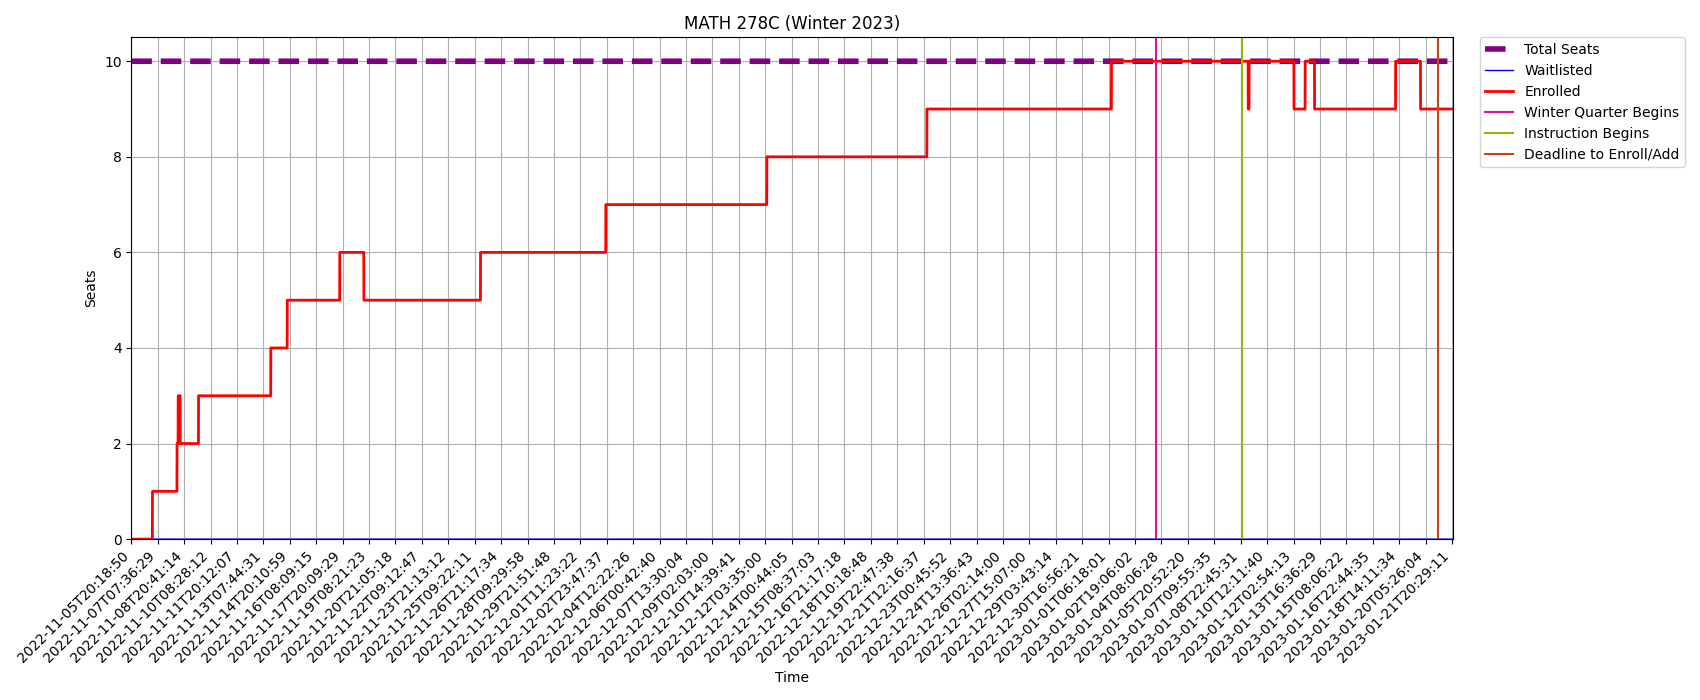 MATH 278C (Winter 2023)
Total Seats
Waitlisted
Enrolled
Winter Quarter Begins
Instruction Begins
Deadline to Enroll/Add
Seats
10
8
6
4
2
0
2022-11-05T20:18:50
2022-11-07T07:36:29
2022-11-08T20:41:14
2022-11-10T08:28:12
2022-11-11T20:12:07
2022-11-13T07:44:31
2022-11-14T20:10:59
2022-11-16T08:09:15
2022-11-17T20:09:29
2022-11-19T08:21:23
2022-11-20T21:05:18
2022-11-22T09:12:47
2022-11-23T21:13:12
2022-11-25T09:22:11
2022-11-26T21:17:34
2022-11-28T09:29:58
2022-11-29T21:51:48
2022-12-01T11:23:22
2022-12-02T23:47:37
2022-12-04T12:22:26
2022-12-06T00:42:40
2022-12-07T13:30:04
2022-12-09T02:03:00
2022-12-10T14:39:41
2022-12-12T03:35:00
2022-12-14T00:44:05
2022-12-15T08:37:03
2022-12-16T21:17:18
2022-12-18T10:18:48
2022-12-19T22:47:38
2022-12-21T12:16:37
2022-12-23T00:45:52
2022-12-24T13:36:43
2022-12-26T02:14:00
2022-12-27T15:07:00
2022-12-29T03:43:14
2022-12-30T16:56:21
2023-01-01T06:18:01
2023-01-02T19:06:02
2023-01-04T08:06:28
2023-01-05T20:52:20
2023-01-07T09:55:35
2023-01-08T22:45:31
2023-01-10T12:11:40
2023-01-12T02:54:13
2023-01-13T16:36:29
2023-01-15T08:06:22
2023-01-16T22:44:35
2023-01-18T14:11:34
2023-01-20T05:26:04
2023-01-21T20:29:11
Time